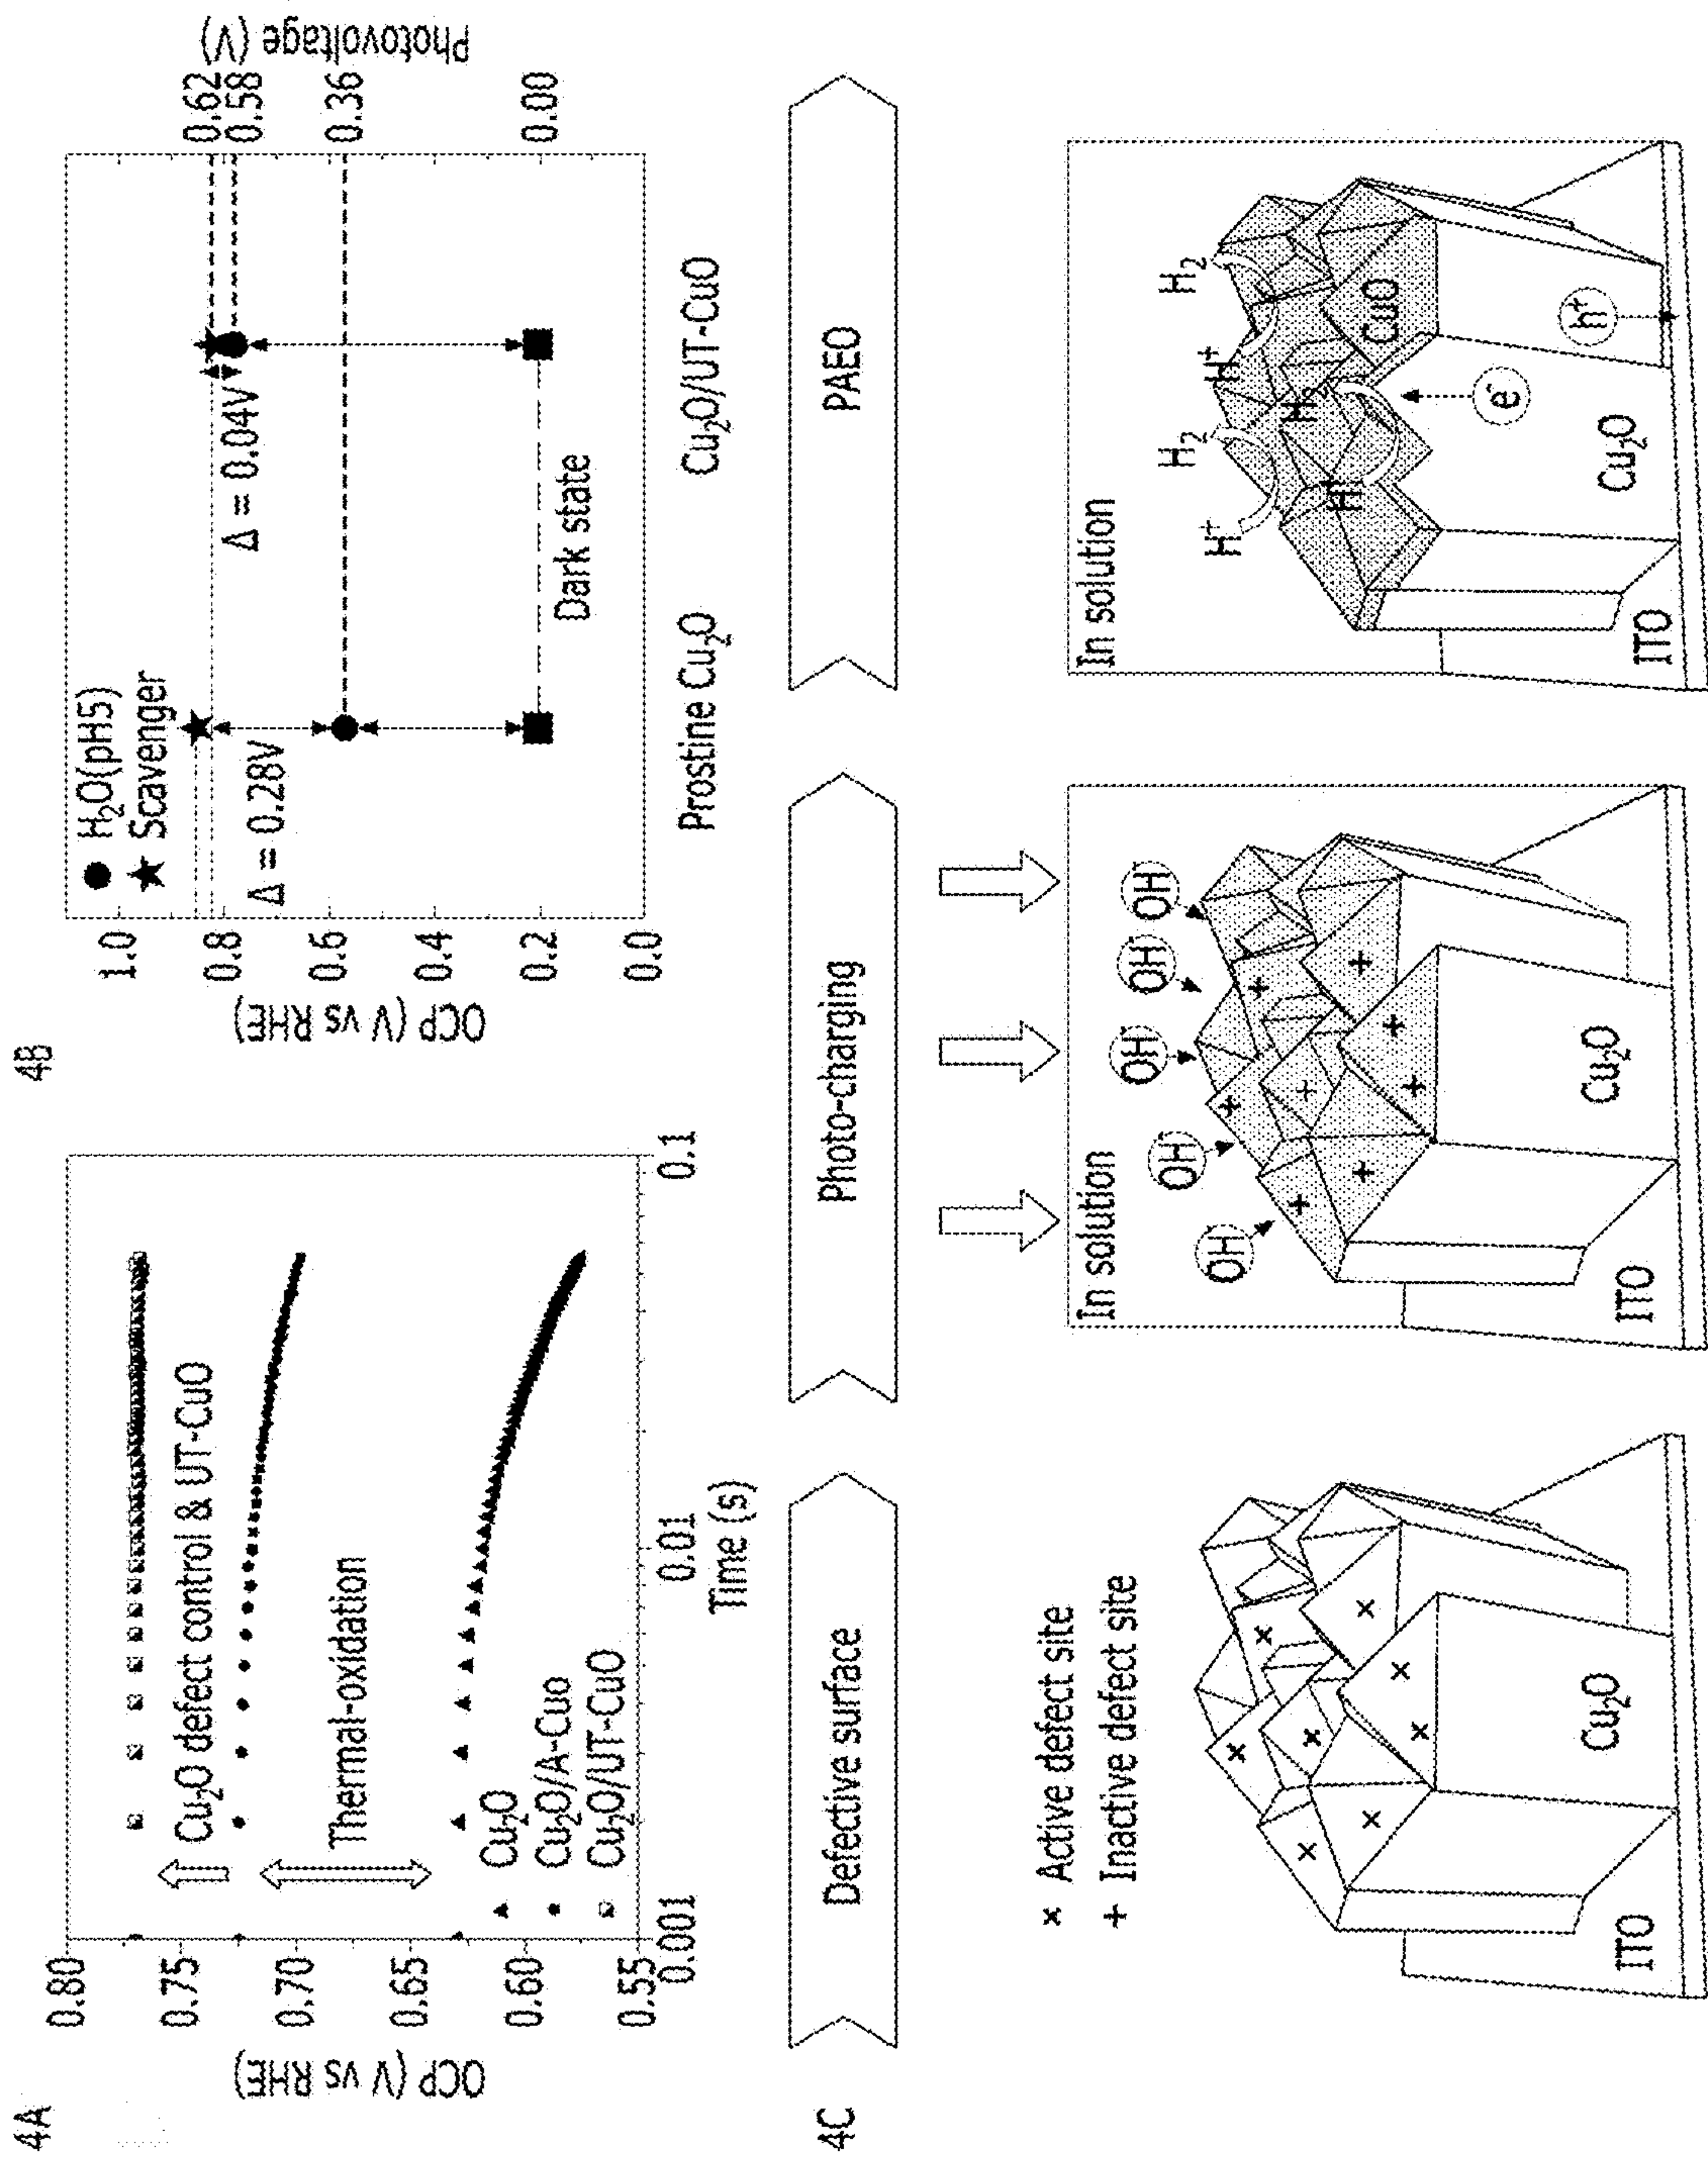 4A
OCP (V vs RHE)
0.80
0.75
0.70
0.65
0.60
0.55
Cu₂O defect control & UT-CuO
Thermal-oxidation
Cu₂O
Cu₂O/A-Cuo
Cu₂O/UT-CuO
0.001
0.01
0.1
Time (s)
4B
OCP (V vs RHE)
1.0
0.8
0.6
0.4
0.2
0.0
H₂O(pH5)
Scavenger
Δ = 0.28V
Δ = 0.04V
Dark state
Photovoltage (V)
0.62
0.58
0.36
0.00
Prostine Cu₂O
Cu₂O/UT-CuO
4C
Defective surface
Photo-charging
PAEO
× Active defect site
+ Inactive defect site
Cu₂O
ITO
In solution
OH⁻
OH⁻
OH⁻
OH⁻
OH⁻
Cu₂O
ITO
In solution
H⁺
H₂
H⁺
H₂
H⁺
H₂
CuO
e⁻
h⁺
Cu₂O
ITO